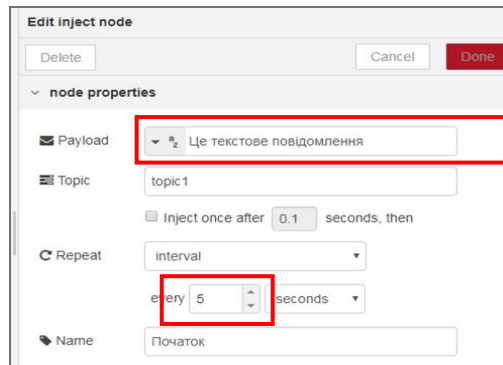 Edit inject node
Delete Cancel Done
node properties
Payload Це текстове повідомлення
Topic topic1
Inject once after 0.1 seconds, then
Repeat interval
every 5 seconds
Name Початок